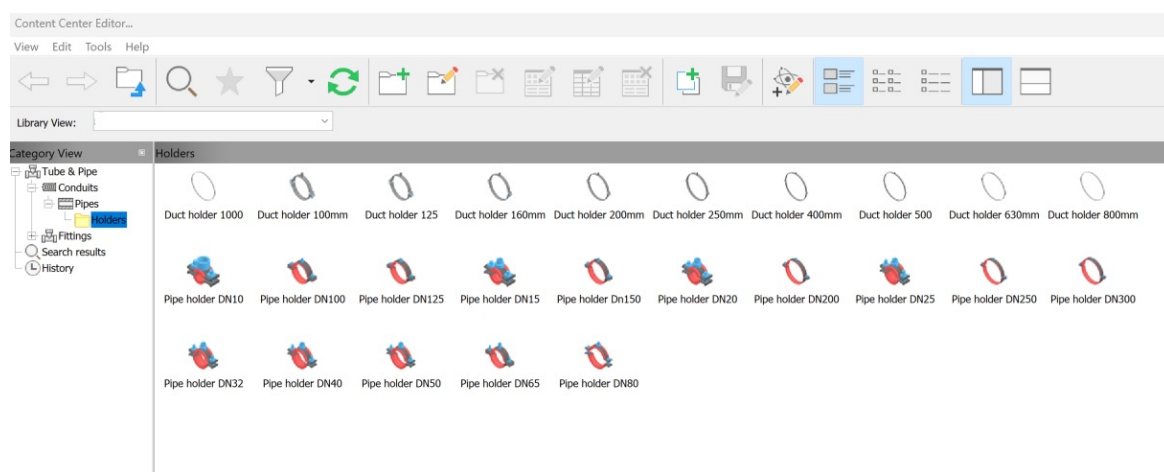 Content Center Editor...
View Edit Tools Help
Library View:
Category View
Holders
Tube & Pipe
Conduits
Pipes
Holders
Fittings
Search results
History
Duct holder 1000 Duct holder 100mm Duct holder 125 Duct holder 160mm Duct holder 200mm Duct holder 250mm Duct holder 400mm Duct holder 500 Duct holder 630mm Duct holder 800mm
Pipe holder DN10 Pipe holder DN100 Pipe holder DN125 Pipe holder DN15 Pipe holder Dn150 Pipe holder DN20 Pipe holder DN200 Pipe holder DN25 Pipe holder DN250 Pipe holder DN300
Pipe holder DN32 Pipe holder DN40 Pipe holder DN50 Pipe holder DN65 Pipe holder DN80